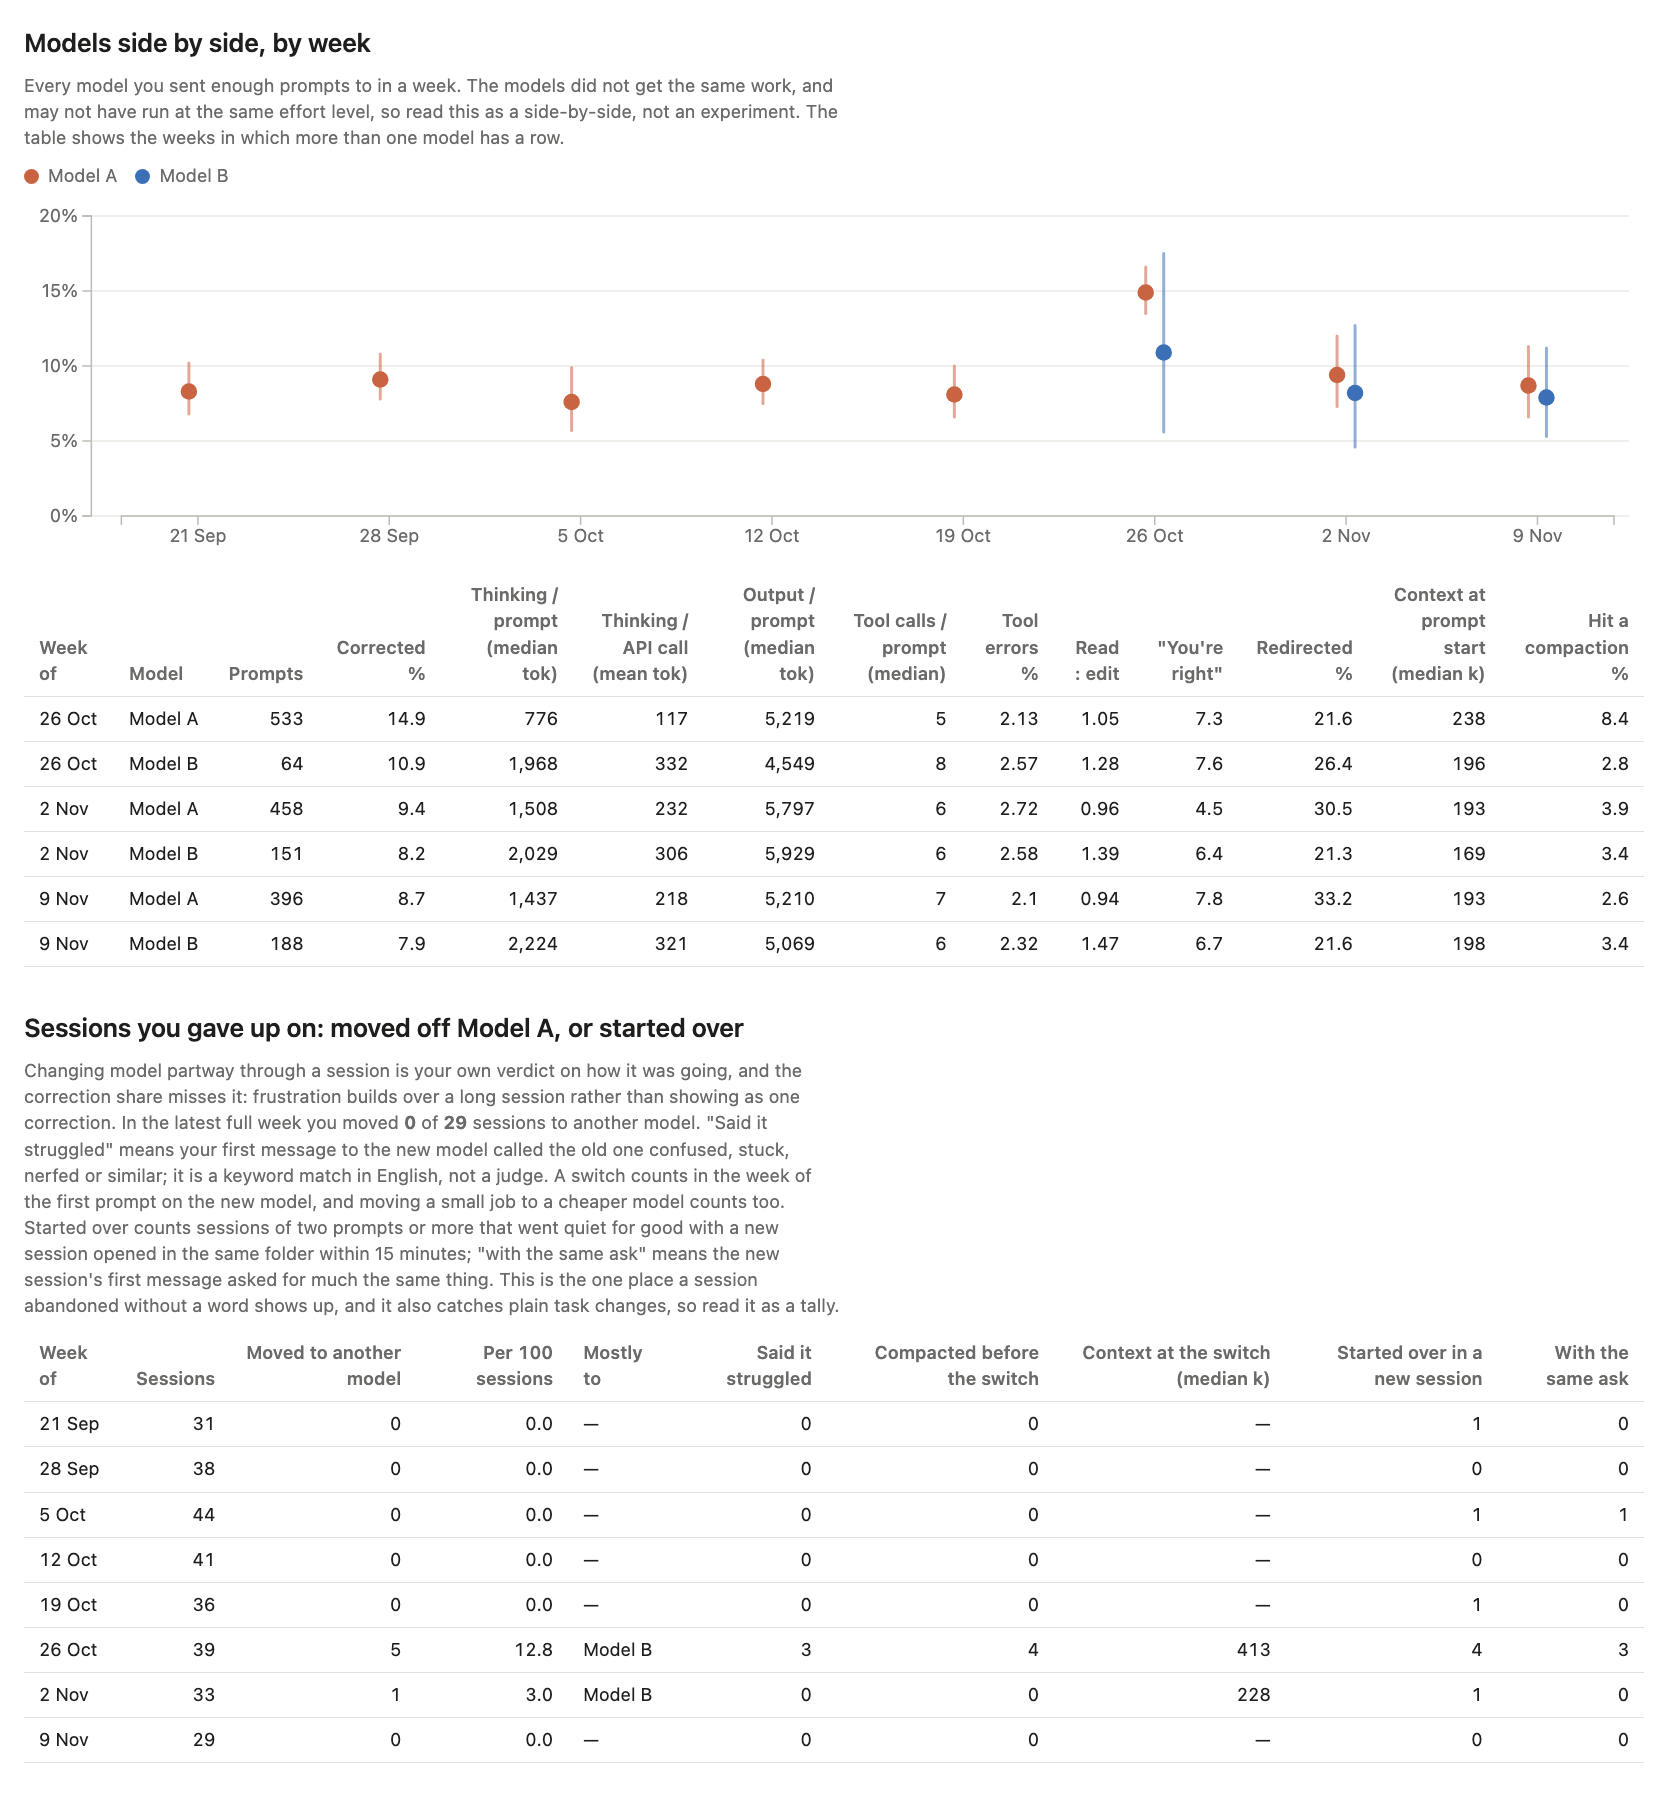 Models side by side, by week
Every model you sent enough prompts to in a week. The models did not get the same work, and
may not have run at the same effort level, so read this as a side-by-side, not an experiment. The
table shows the weeks in which more than one model has a row.
Model A Model B
20%
15%
10%
5%
0%
21 Sep 28 Sep 5 Oct 12 Oct 19 Oct 26 Oct 2 Nov 9 Nov
Week of Model Prompts Corrected % Thinking / prompt (median tok) Thinking / API call (mean tok) Output / prompt (median tok) Tool calls / prompt (median) Tool errors % Read : edit "You're right" Redirected % Context at prompt start (median k) Hit a compaction %
26 Oct Model A 533 14.9 776 117 5,219 5 2.13 1.05 7.3 21.6 238 8.4
26 Oct Model B 64 10.9 1,968 332 4,549 8 2.57 1.28 7.6 26.4 196 2.8
2 Nov Model A 458 9.4 1,508 232 5,797 6 2.72 0.96 4.5 30.5 193 3.9
2 Nov Model B 151 8.2 2,029 306 5,929 6 2.58 1.39 6.4 21.3 169 3.4
9 Nov Model A 396 8.7 1,437 218 5,210 7 2.1 0.94 7.8 33.2 193 2.6
9 Nov Model B 188 7.9 2,224 321 5,069 6 2.32 1.47 6.7 21.6 198 3.4
Sessions you gave up on: moved off Model A, or started over
Changing model partway through a session is your own verdict on how it was going, and the
correction share misses it: frustration builds over a long session rather than showing as one
correction. In the latest full week you moved 0 of 29 sessions to another model. "Said it
struggled" means your first message to the new model called the old one confused, stuck,
nerfed or similar; it is a keyword match in English, not a judge. A switch counts in the week of
the first prompt on the new model, and moving a small job to a cheaper model counts too.
Started over counts sessions of two prompts or more that went quiet for good with a new
session opened in the same folder within 15 minutes; "with the same ask" means the new
session's first message asked for much the same thing. This is the one place a session
abandoned without a word shows up, and it also catches plain task changes, so read it as a tally.
Week of Sessions Moved to another model Per 100 sessions Mostly to Said it struggled Compacted before the switch Context at the switch (median k) Started over in a new session With the same ask
21 Sep 31 0 0.0 — 0 0 — 1 0
28 Sep 38 0 0.0 — 0 0 — 0 0
5 Oct 44 0 0.0 — 0 0 — 1 1
12 Oct 41 0 0.0 — 0 0 — 0 0
19 Oct 36 0 0.0 — 0 0 — 1 0
26 Oct 39 5 12.8 Model B 3 4 413 4 3
2 Nov 33 1 3.0 Model B 0 0 228 1 0
9 Nov 29 0 0.0 — 0 0 — 0 0